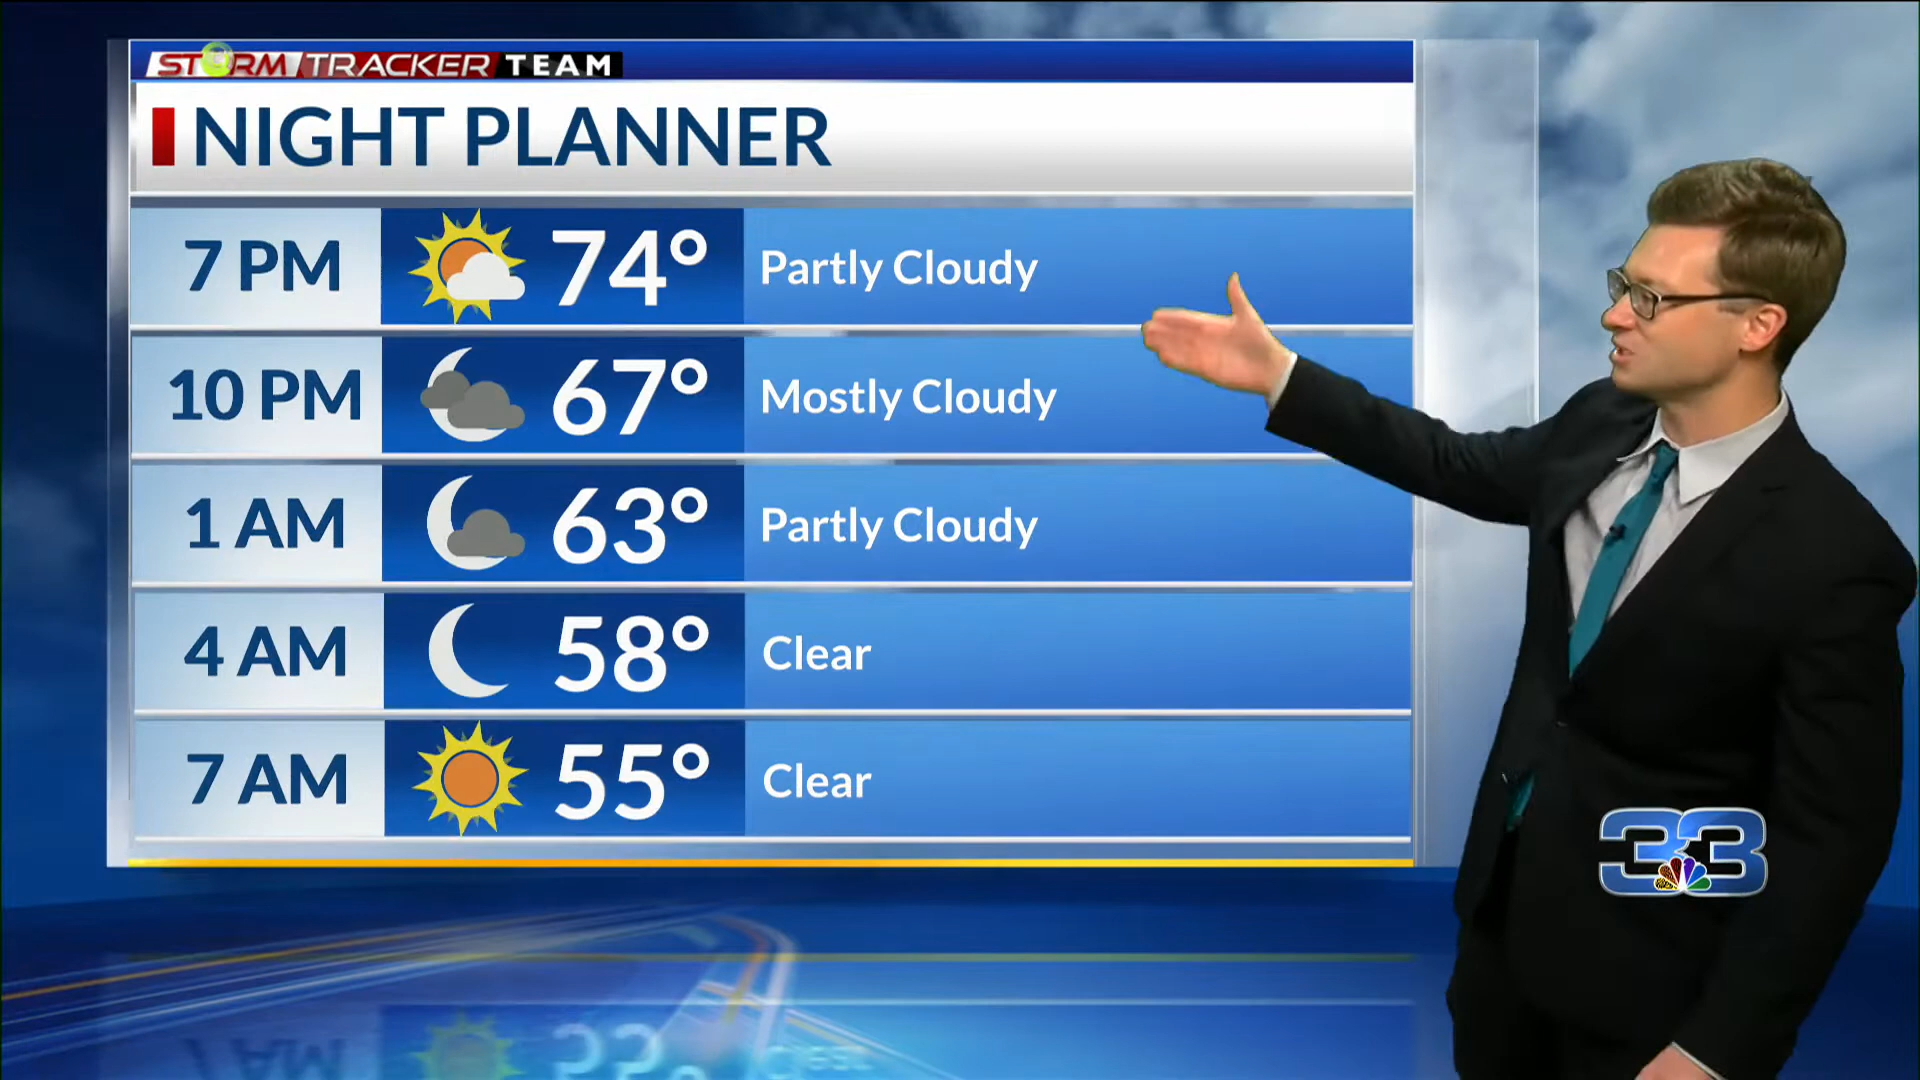 STORM TRACKER TEAM
NIGHT PLANNER
7 PM 74° Partly Cloudy
10 PM 67° Mostly Cloudy
1 AM 63° Partly Cloudy
4 AM 58° Clear
7 AM 55° Clear
33